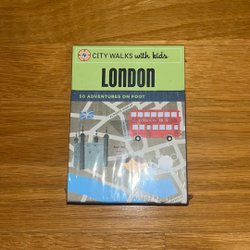 CITY WALKS with kids
LONDON
50 ADVENTURES ON FOOT